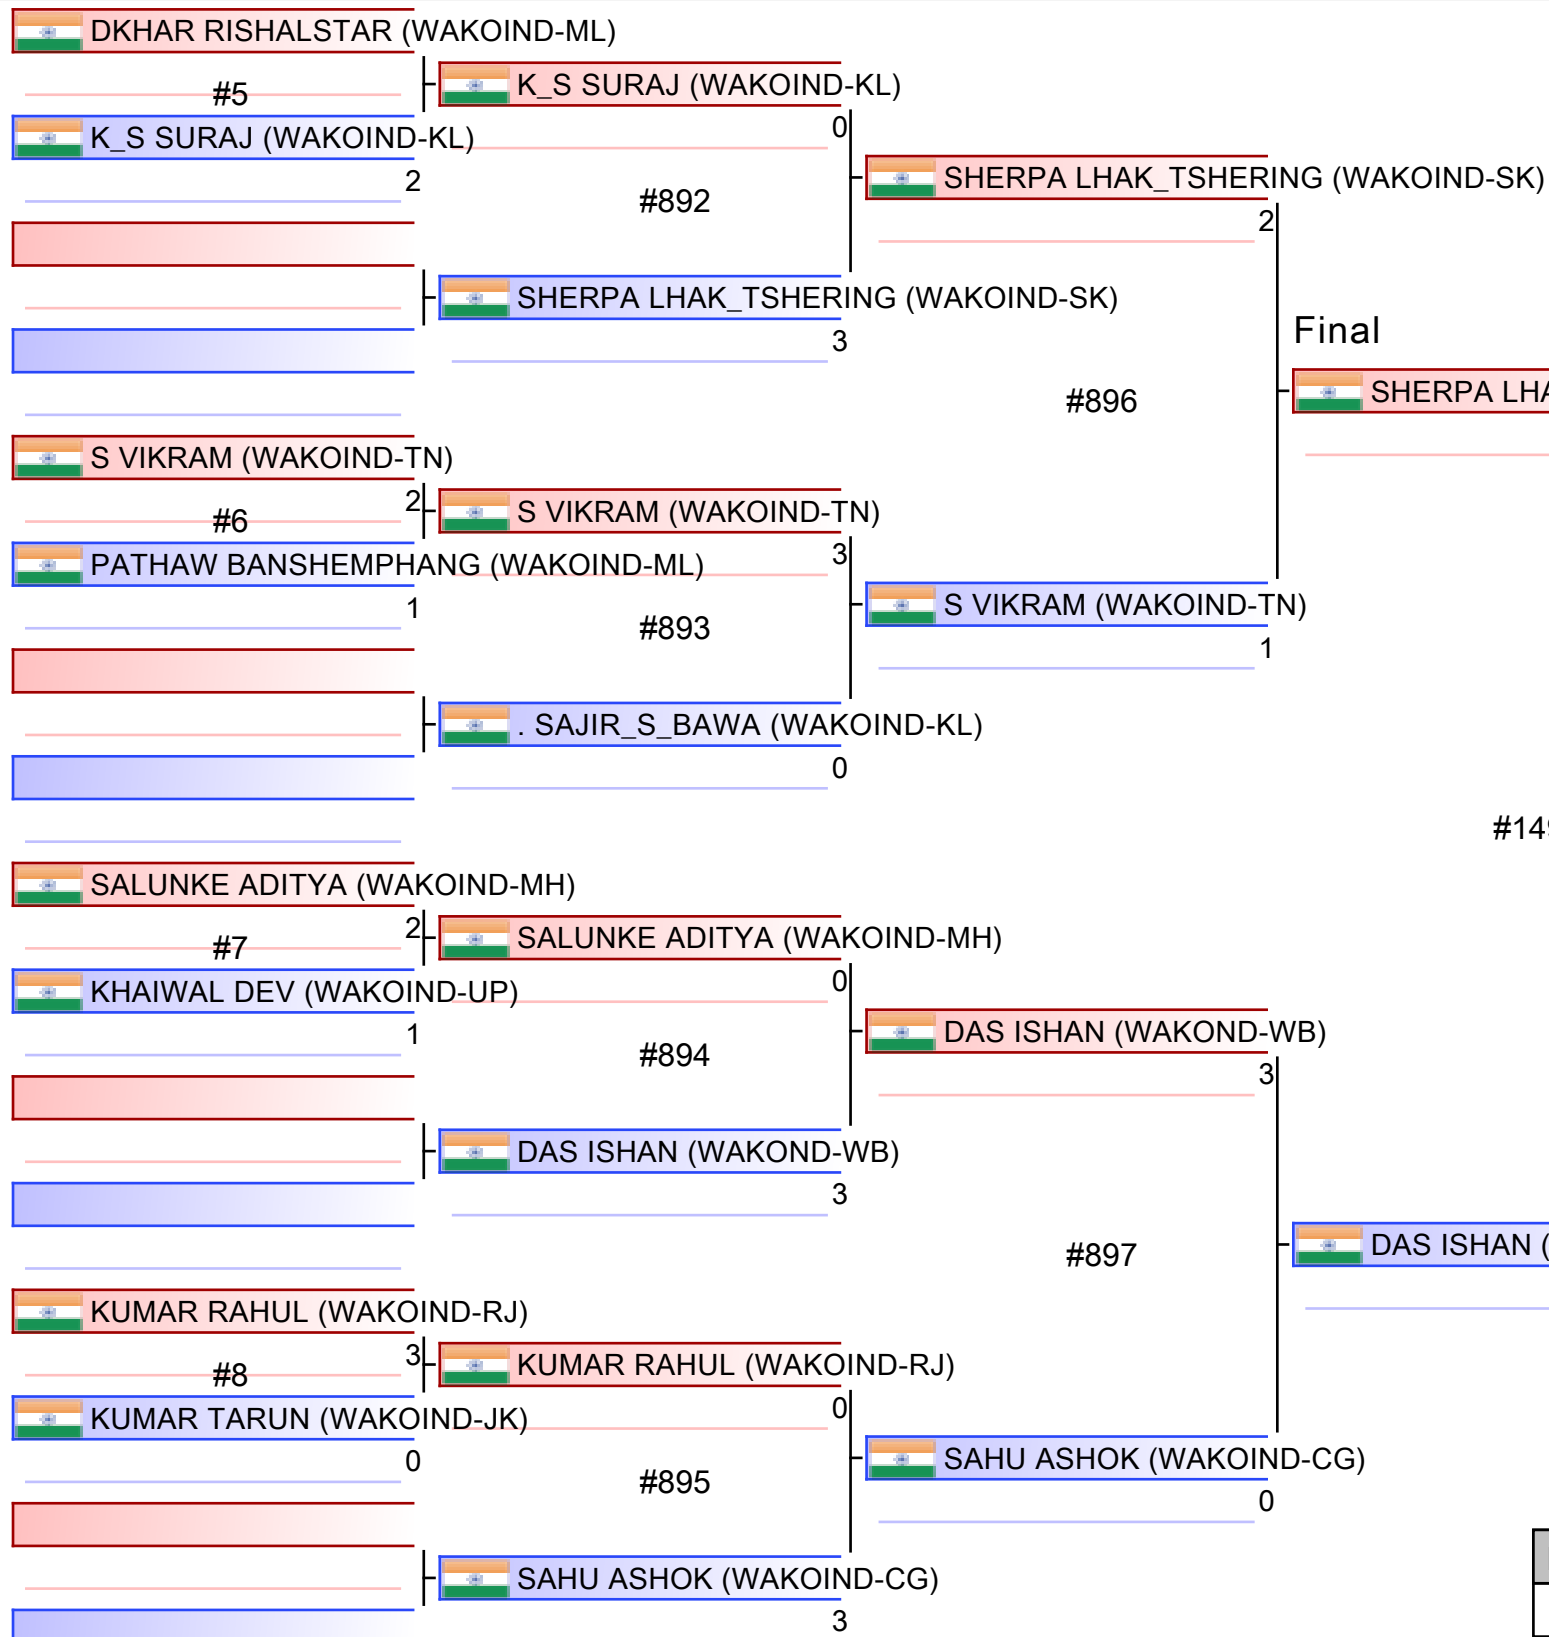 DKHAR RISHALSTAR (WAKOIND-ML)
#5
K_S SURAJ (WAKOIND-KL)
2
K_S SURAJ (WAKOIND-KL)
0
#892
SHERPA LHAK_TSHERING (WAKOIND-SK)
3
SHERPA LHAK_TSHERING (WAKOIND-SK)
2
Final
#896
SHERPA LHA
S VIKRAM (WAKOIND-TN)
2
#6
PATHAW BANSHEMPHANG (WAKOIND-ML)
1
S VIKRAM (WAKOIND-TN)
3
#893
. SAJIR_S_BAWA (WAKOIND-KL)
0
S VIKRAM (WAKOIND-TN)
1
#149
SALUNKE ADITYA (WAKOIND-MH)
2
#7
KHAIWAL DEV (WAKOIND-UP)
1
SALUNKE ADITYA (WAKOIND-MH)
0
#894
DAS ISHAN (WAKOND-WB)
3
DAS ISHAN (WAKOND-WB)
3
#897
DAS ISHAN (
KUMAR RAHUL (WAKOIND-RJ)
3
#8
KUMAR TARUN (WAKOIND-JK)
0
KUMAR RAHUL (WAKOIND-RJ)
0
#895
SAHU ASHOK (WAKOIND-CG)
3
SAHU ASHOK (WAKOIND-CG)
0